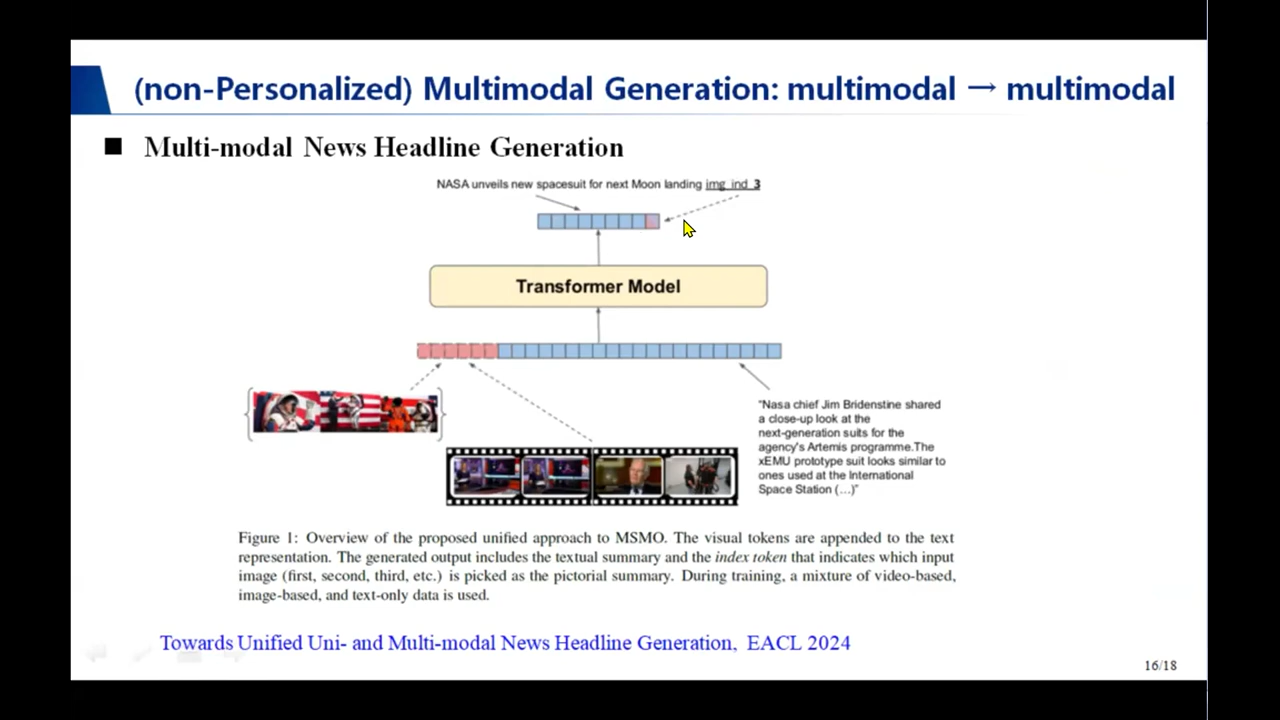 (non-Personalized) Multimodal Generation: multimodal → multimodal
■ Multi-modal News Headline Generation
NASA unveils new spacesuit for next Moon landing img_ind_3
Transformer Model
“Nasa chief Jim Bridenstine shared
a close-up look at the
next-generation suits for the
agency's Artemis programme.The
xEMU prototype suit looks similar to
ones used at the International
Space Station (...)”
Figure 1: Overview of the proposed unified approach to MSMO. The visual tokens are appended to the text
representation. The generated output includes the textual summary and the index token that indicates which input
image (first, second, third, etc.) is picked as the pictorial summary. During training, a mixture of video-based,
image-based, and text-only data is used.
Towards Unified Uni- and Multi-modal News Headline Generation, EACL 2024
16/18